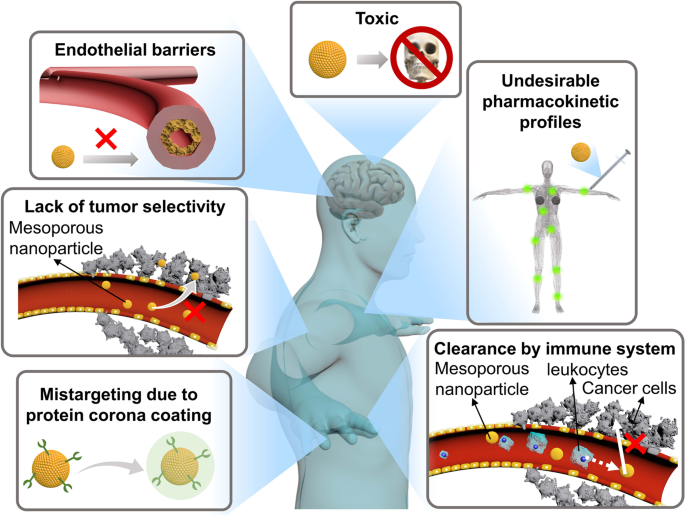 Toxic
Endothelial barriers
Undesirable
pharmacokinetic
profiles
Lack of tumor selectivity
Mesoporous
nanoparticle
Clearance by immune system
Mesoporous
nanoparticle
leukocytes
Cancer cells
Mistargeting due to
protein corona coating